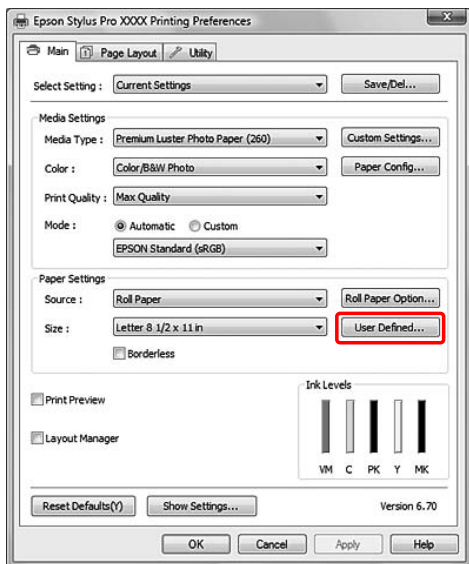 Epson Stylus Pro XXXX Printing Preferences
Main Page Layout Utility
Select Setting : Current Settings Save/Del...
Media Settings
Media Type : Premium Luster Photo Paper (260) Custom Settings...
Color : Color/B&W Photo Paper Config...
Print Quality : Max Quality
Mode : Automatic Custom
EPSON Standard (sRGB)
Paper Settings
Source : Roll Paper Roll Paper Option...
Size : Letter 8 1/2 x 11 in User Defined...
Borderless
Ink Levels
Print Preview
Layout Manager
VM C PK Y MK
Reset Defaults(Y) Show Settings... Version 6.70
OK Cancel Apply Help